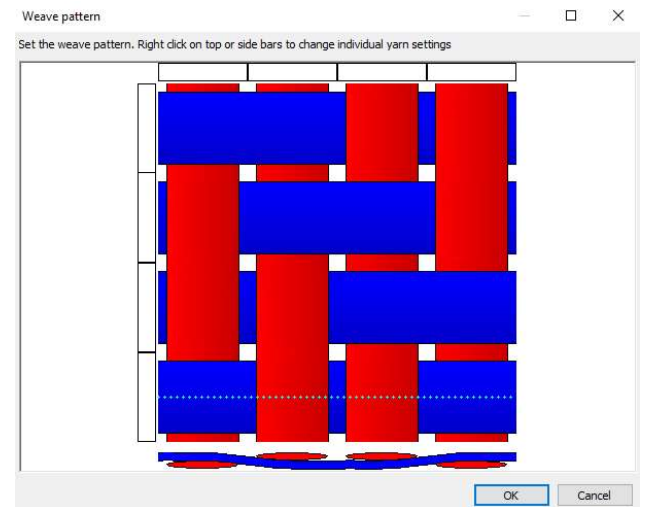 Weave pattern
Set the weave pattern. Right click on top or side bars to change individual yarn settings
OK
Cancel